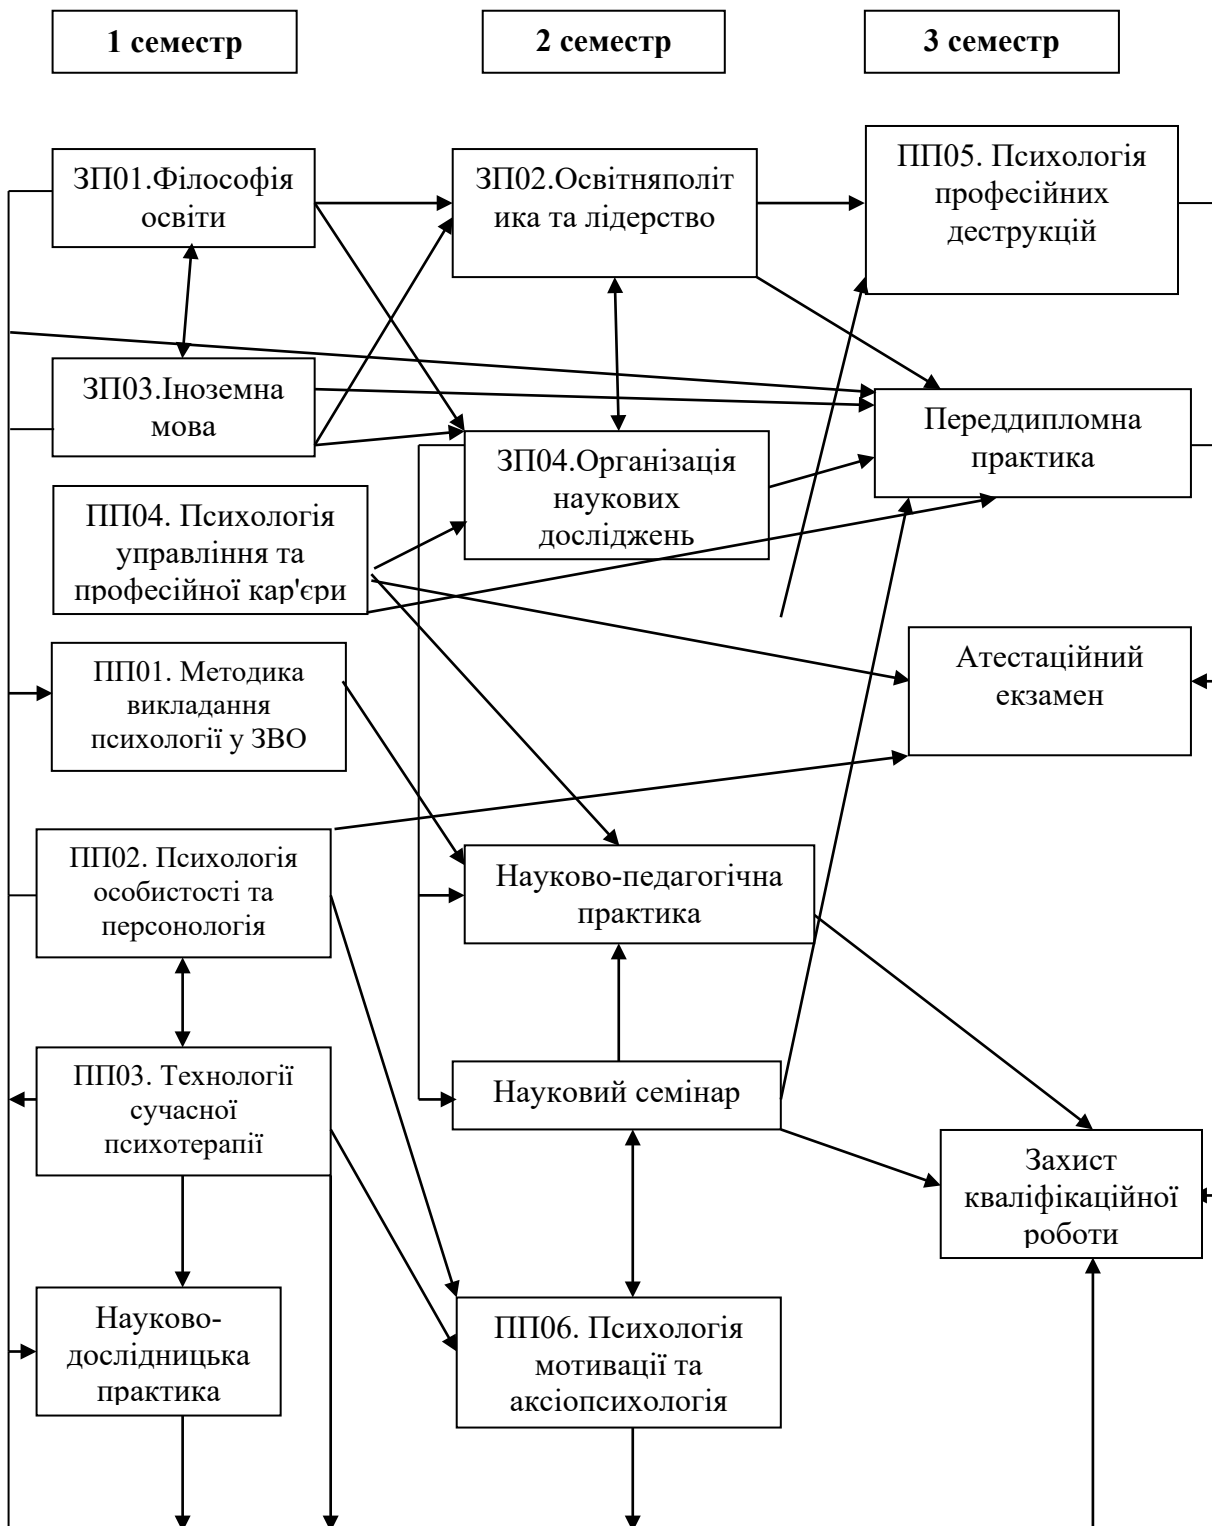 1 семестр
2 семестр
3 семестр
ЗП01.Філософія
освіти
ЗП03.Іноземна
мова
ПП04. Психологія
управління та
професійної кар'єри
ПП01. Методика
викладання
психології у ЗВО
ПП02. Психологія
особистості та
персонологія
ПП03. Технології
сучасної
психотерапії
Науково-
дослідницька
практика
ЗП02.Освітняполіт
ика та лідерство
ЗП04.Організація
наукових
досліджень
Науково-педагогічна
практика
Науковий семінар
ПП06. Психологія
мотивації та
аксіопсихологія
ПП05. Психологія
професійних
деструкцій
Переддипломна
практика
Атестаційний
екзамен
Захист
кваліфікаційної
роботи